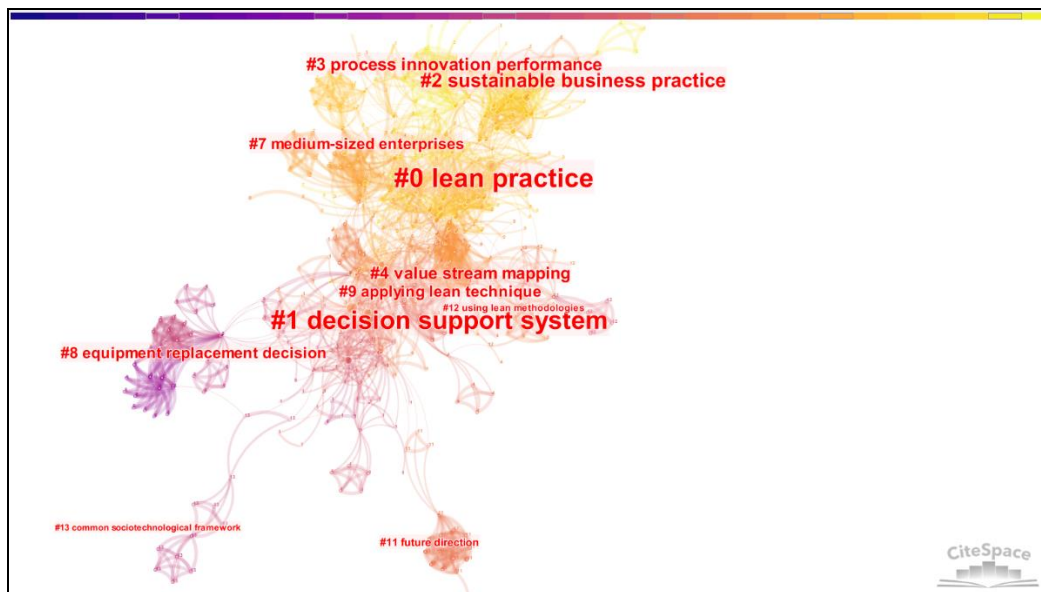 #3 process innovation performance
#2 sustainable business practice
#7 medium-sized enterprises
#0 lean practice
#4 value stream mapping
#9 applying lean technique
#12 using lean methodologies
#1 decision support system
#8 equipment replacement decision
#13 common sociotechnological framework
#11 future direction
CiteSpace